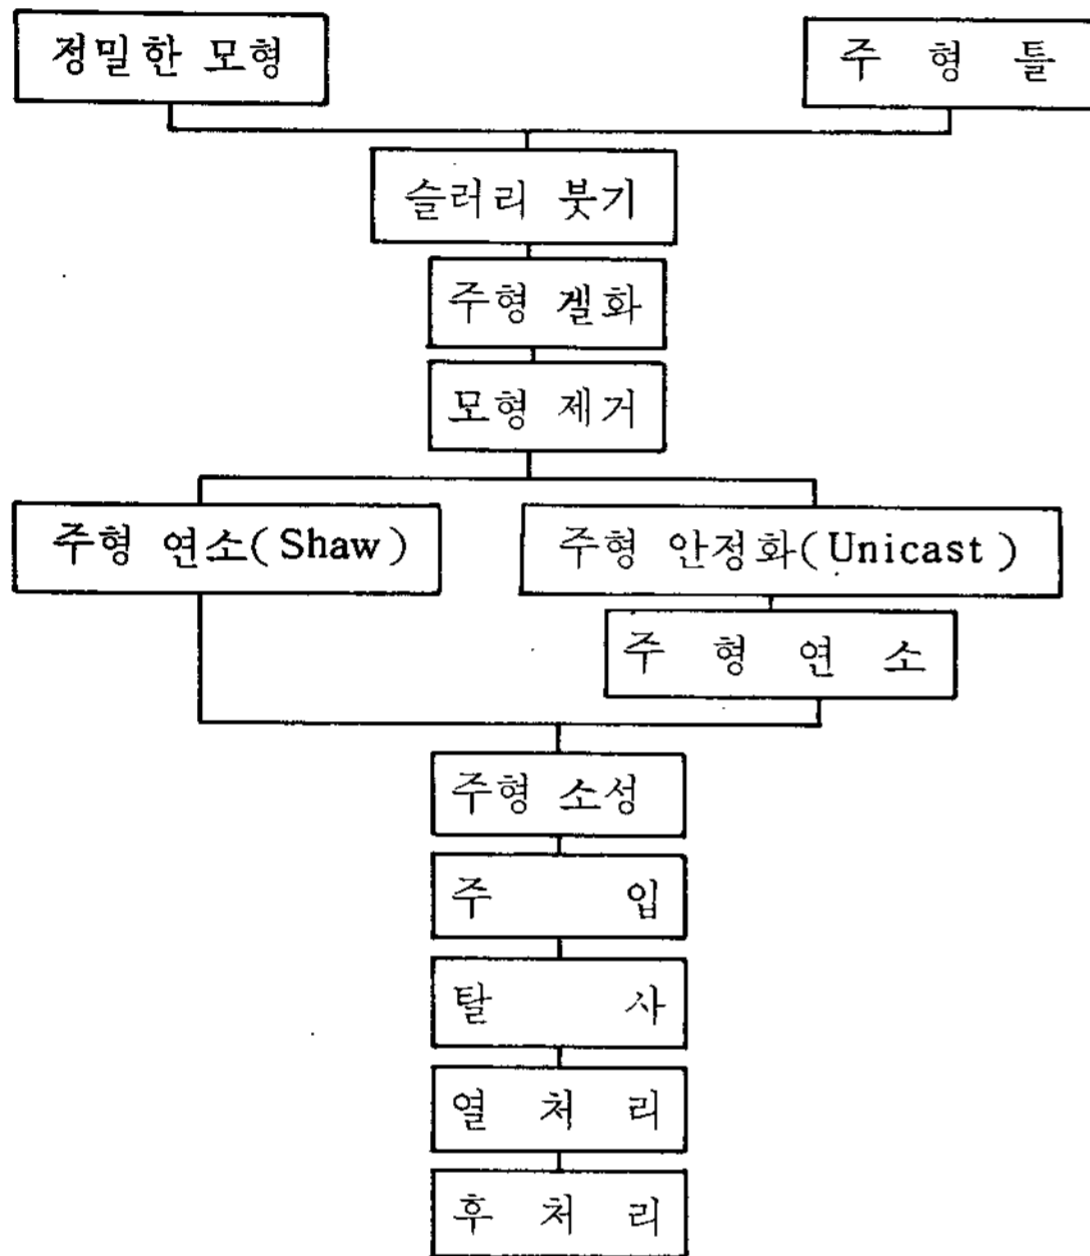 정밀한 모형
주 형 틀
슬러리 붓기
주형 겔화
모형 제거
주형 연소(Shaw)
주형 안정화(Unicast)
주 형 연 소
주형 소성
주 입
탈 사
열 처 리
후 처 리